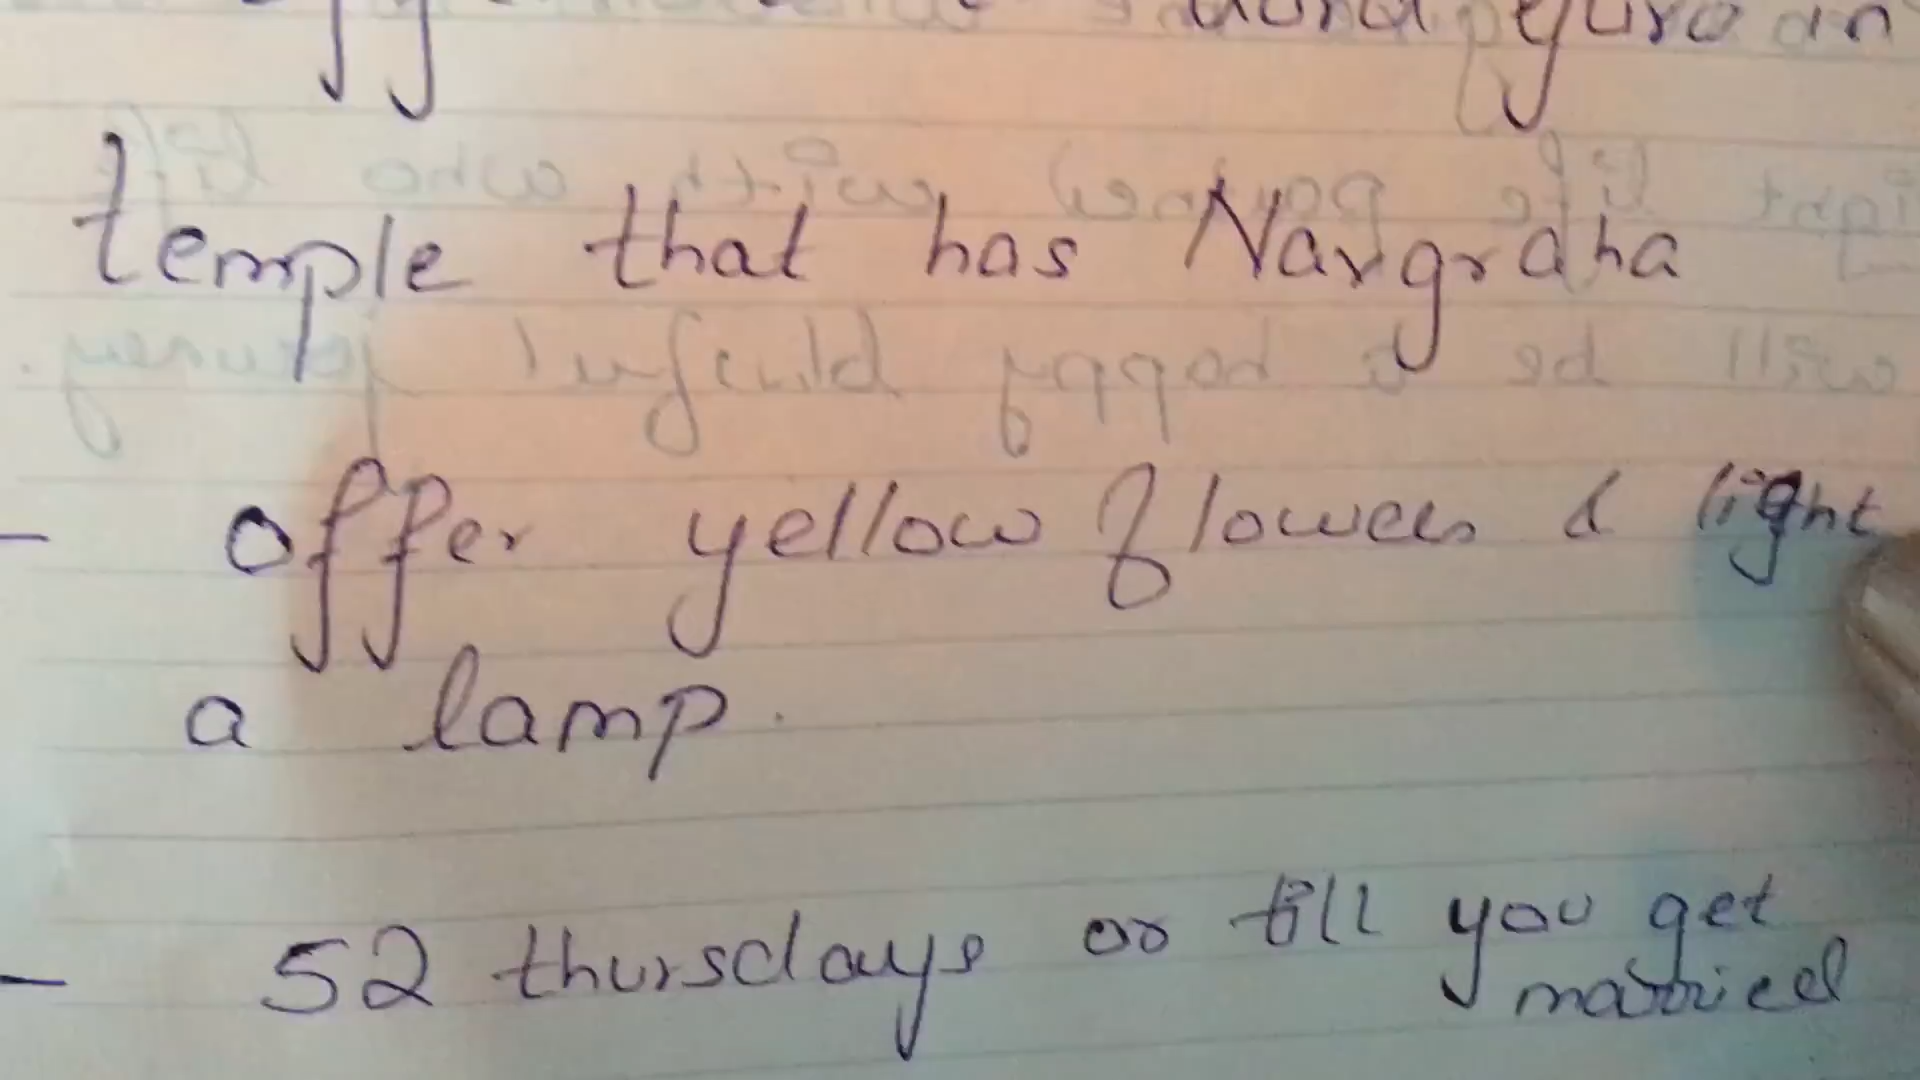 temple that has Navgraha
- offer yellow flowers & light
a lamp.
- 52 thursdays or till you get
married